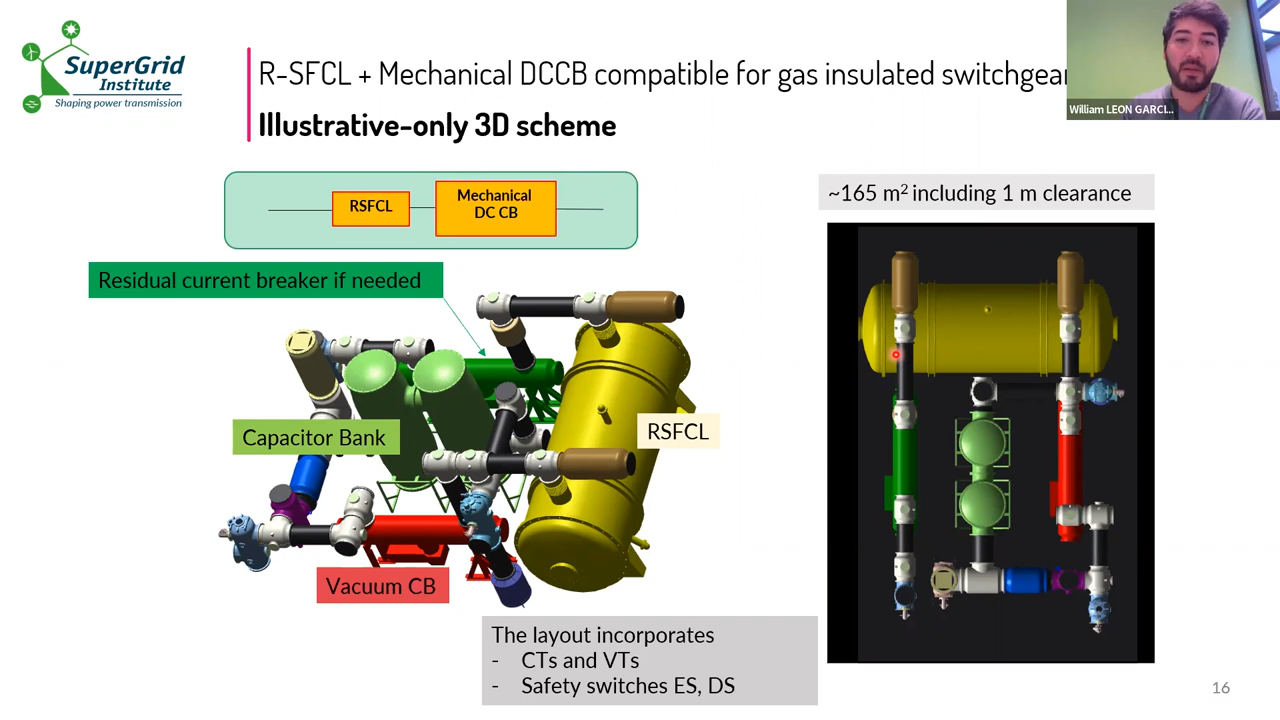 SuperGrid
Institute
Shaping power transmission
R-SFCL + Mechanical DCCB compatible for gas insulated switchgear
Illustrative-only 3D scheme
William LEON GARCI...
RSFCL
Mechanical
DC CB
~165 m² including 1 m clearance
Residual current breaker if needed
Capacitor Bank
RSFCL
Vacuum CB
The layout incorporates
- CTs and VTs
- Safety switches ES, DS
16